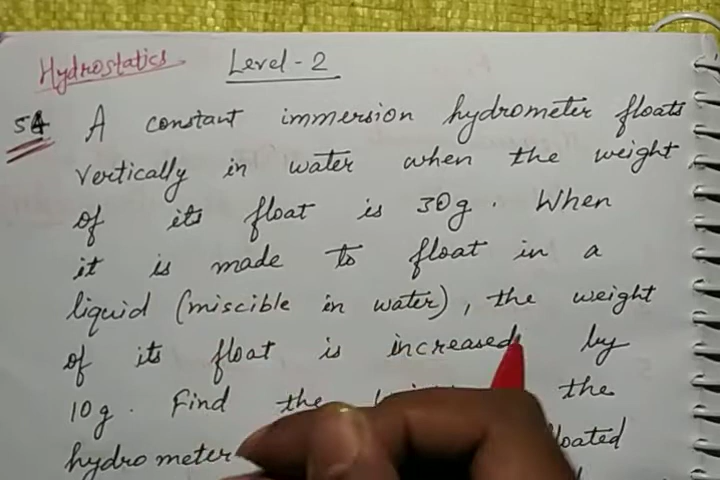 Hydrostatics Level-2
54 A constant immersion hydrometer floats
vertically in water when the weight
of its float is 30g. When
it is made to float in a
liquid (miscible in water), the weight
of its float is increased by
10g. Find the the
hydrometer floated